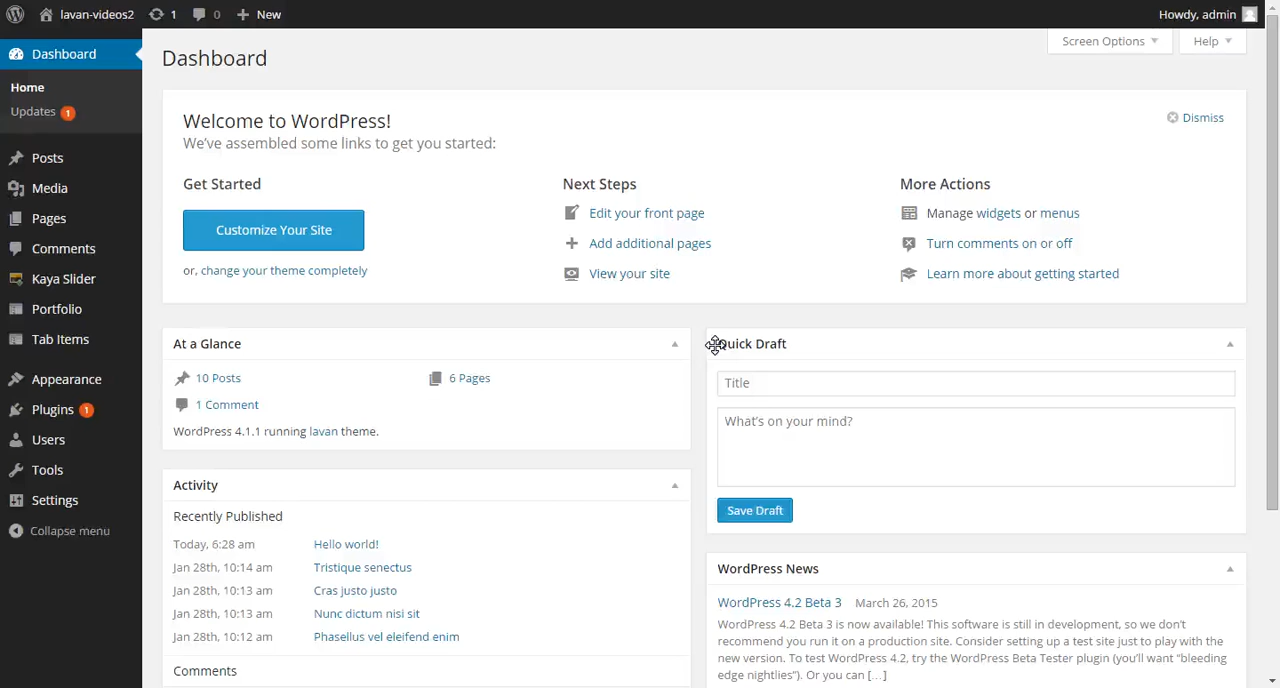 lavan-videos2 1 0 New Howdy, admin
Dashboard
Home
Updates 1
Posts
Media
Pages
Comments
Kaya Slider
Portfolio
Tab Items
Appearance
Plugins 1
Users
Tools
Settings
Collapse menu
Screen Options Help
Dashboard
Welcome to WordPress!
Dismiss
We've assembled some links to get you started:
Get Started
Customize Your Site
or, change your theme completely
Next Steps
Edit your front page
Add additional pages
View your site
More Actions
Manage widgets or menus
Turn comments on or off
Learn more about getting started
At a Glance
10 Posts 6 Pages
1 Comment
WordPress 4.1.1 running lavan theme.
Activity
Recently Published
Today, 6:28 am Hello world!
Jan 28th, 10:14 am Tristique senectus
Jan 28th, 10:13 am Cras justo justo
Jan 28th, 10:13 am Nunc dictum nisi sit
Jan 28th, 10:12 am Phasellus vel eleifend enim
Comments
Quick Draft
Title
What's on your mind?
Save Draft
WordPress News
WordPress 4.2 Beta 3 March 26, 2015
WordPress 4.2 Beta 3 is now available! This software is still in development, so we don't
recommend you run it on a production site. Consider setting up a test site just to play with the
new version. To test WordPress 4.2, try the WordPress Beta Tester plugin (you'll want "bleeding
edge nightlies"). Or you can […]